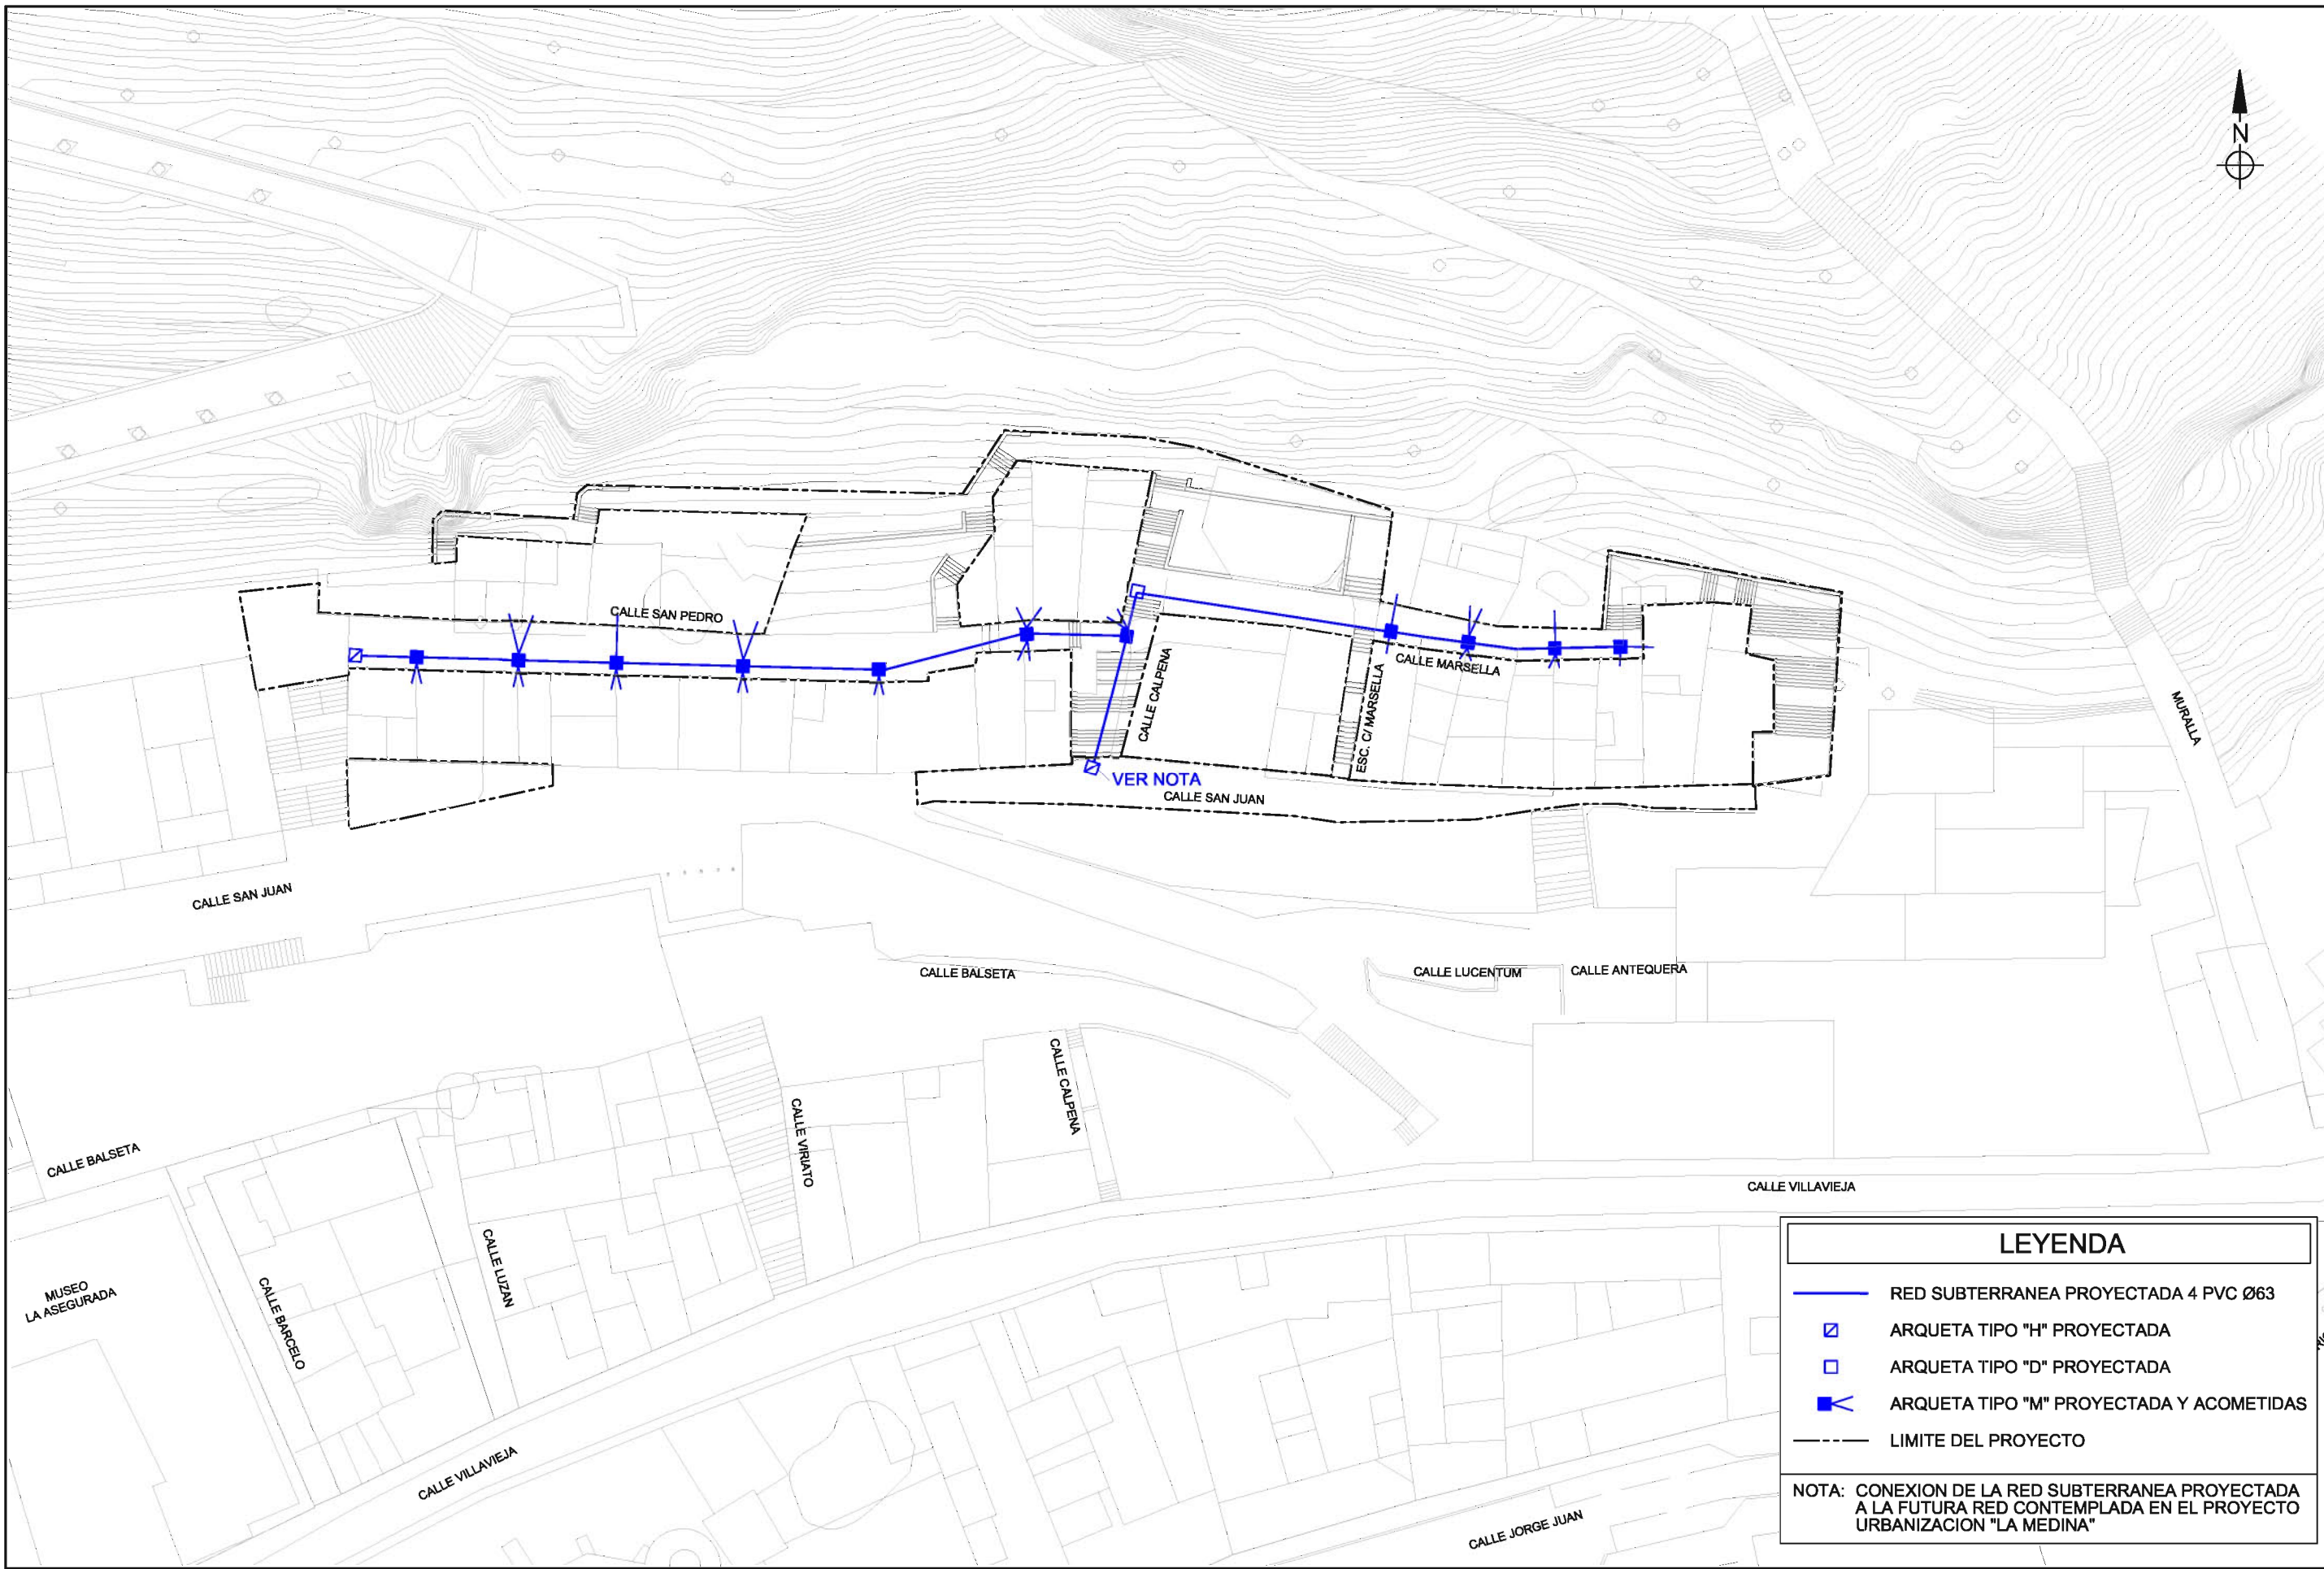 N
CALLE SAN PEDRO
CALLE CALPENA
ESC. C/ MARSELLA
CALLE MARSELLA
MURALLA
VER NOTA
CALLE SAN JUAN
CALLE SAN JUAN
CALLE BALSETA
CALLE LUCENTUM
CALLE ANTEQUERA
CALLE CALPENA
CALLE VIRIATO
CALLE BALSETA
CALLE VILLAVIEJA
CALLE LUZAN
MUSEO
LA ASEGURADA
CALLE BARCELO
CALLE VILLAVIEJA
CALLE JORGE JUAN
LEYENDA
RED SUBTERRANEA PROYECTADA 4 PVC Ø63
ARQUETA TIPO "H" PROYECTADA
ARQUETA TIPO "D" PROYECTADA
ARQUETA TIPO "M" PROYECTADA Y ACOMETIDAS
LIMITE DEL PROYECTO
NOTA: CONEXION DE LA RED SUBTERRANEA PROYECTADA
A LA FUTURA RED CONTEMPLADA EN EL PROYECTO
URBANIZACION "LA MEDINA"